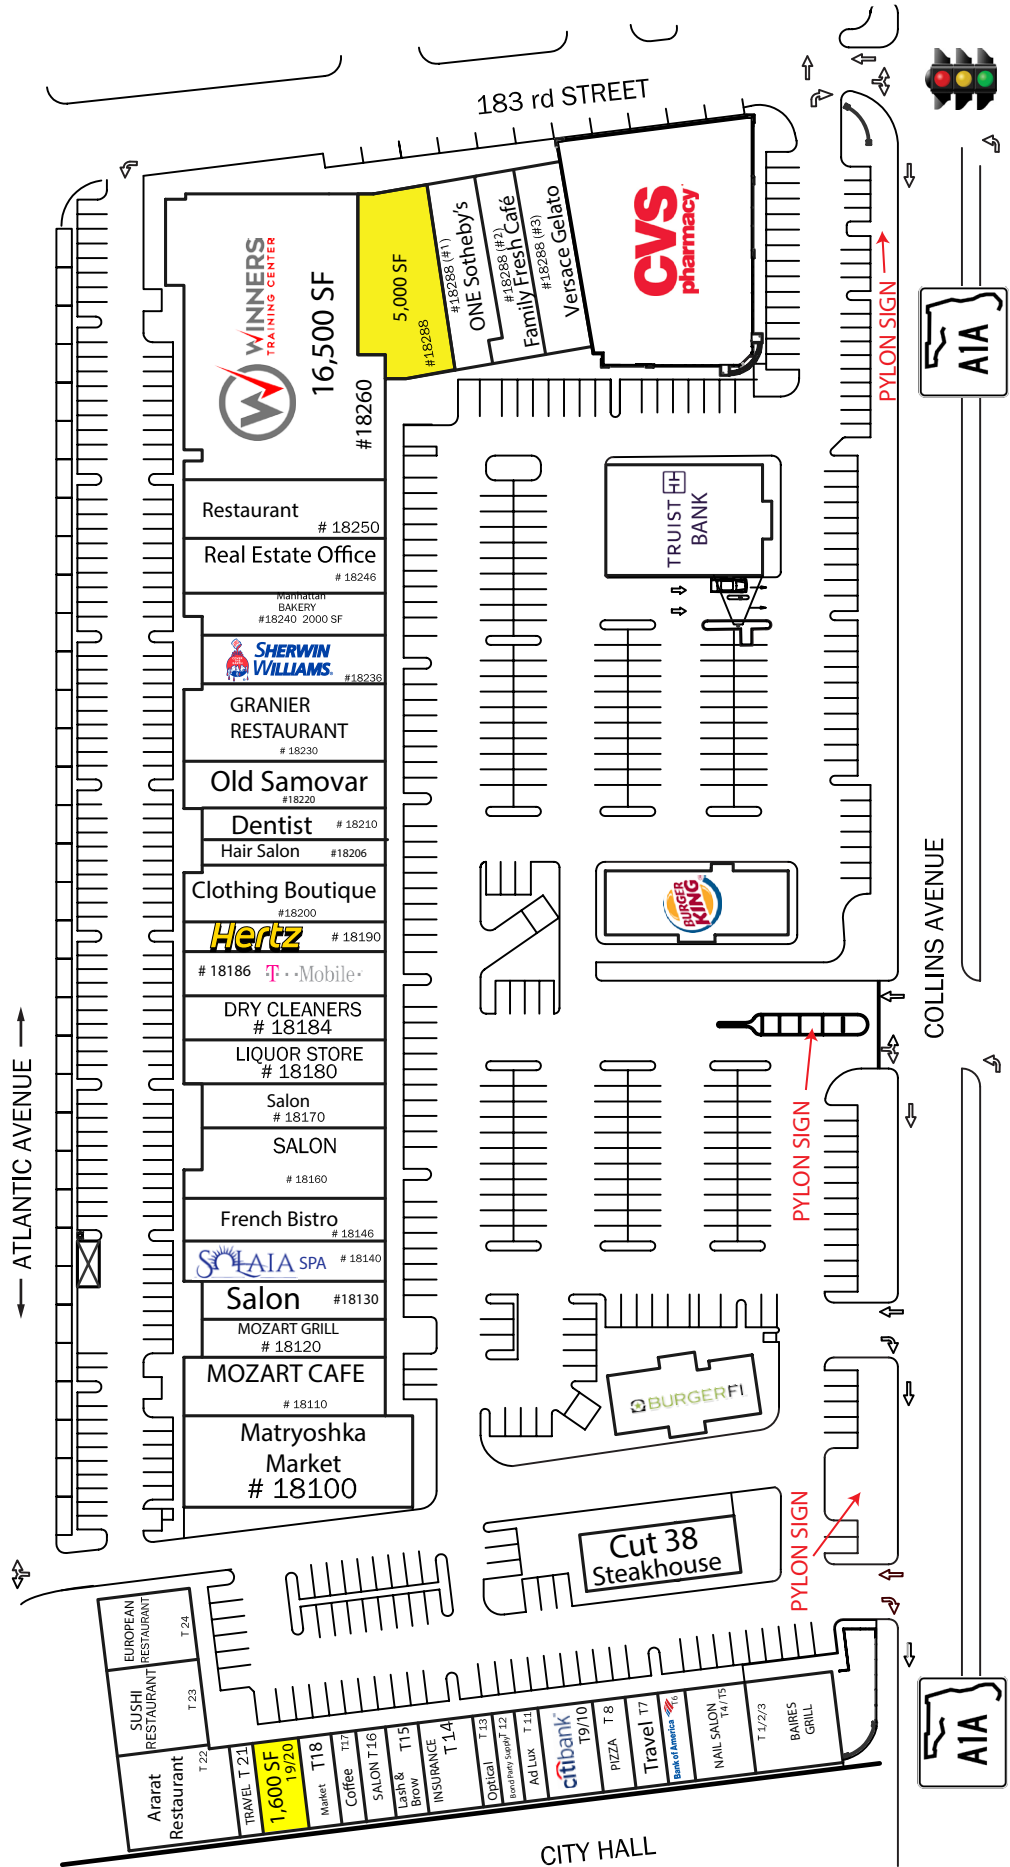 183 rd STREET
WINNERS
TRAINING CENTER
16,500 SF
#18260
5,000 SF
#18288
#18288 (#1)
ONE Sotheby's
#18288 (#2)
Family Fresh Café
#18288 (#3)
Versace Gelato
CVS
pharmacy
PYLON SIGN
A1A
Restaurant
# 18250
Real Estate Office
# 18246
Manhattan
BAKERY
#18240 2000 SF
SHERWIN
WILLIAMS.
#18236
GRANIER
RESTAURANT
# 18230
Old Samovar
#18220
Dentist # 18210
Hair Salon #18206
Clothing Boutique
#18200
Hertz # 18190
# 18186 T··Mobile·
DRY CLEANERS
# 18184
LIQUOR STORE
# 18180
Salon
# 18170
SALON
# 18160
French Bistro
# 18146
SOLAIA SPA # 18140
Salon #18130
MOZART GRILL
# 18120
MOZART CAFE
# 18110
Matryoshka
Market
# 18100
TRUIST
BANK
BURGER
KING
COLLINS AVENUE
ATLANTIC AVENUE
PYLON SIGN
BURGERFI
PYLON SIGN
Cut 38
Steakhouse
EUROPEAN
RESTAURANT
T 24
SUSHI
RESTAURANT
T 23
Ararat
Restaurant
T 22
TRAVEL T 21
1,600 SF
19/20
Market T18
Coffee T17
SALON T16
Lash &
Brow
T15
INSURANCE
T14
Optical T 13
Bond Party Supply T 12
Ad Lux T 11
citibank
T9/10
PIZZA T 8
Travel T7
Bank of America T6
NAIL SALON
T4/ T5
T 1/2/3
BAIRES
GRILL
A1A
CITY HALL